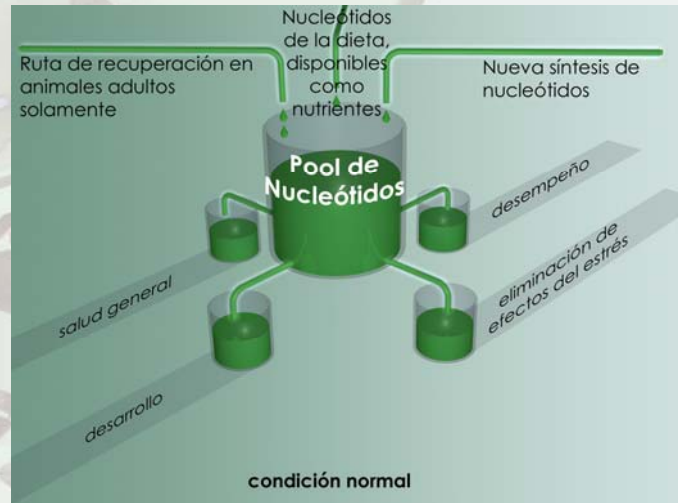 Nucleótidos
de la dieta,
disponibles
como
nutrientes
Ruta de recuperación en
animales adultos
solamente
Nueva síntesis de
nucleótidos
Pool de
Nucleótidos
desempeño
eliminación de
efectos del estrés
salud general
desarrollo
condición normal